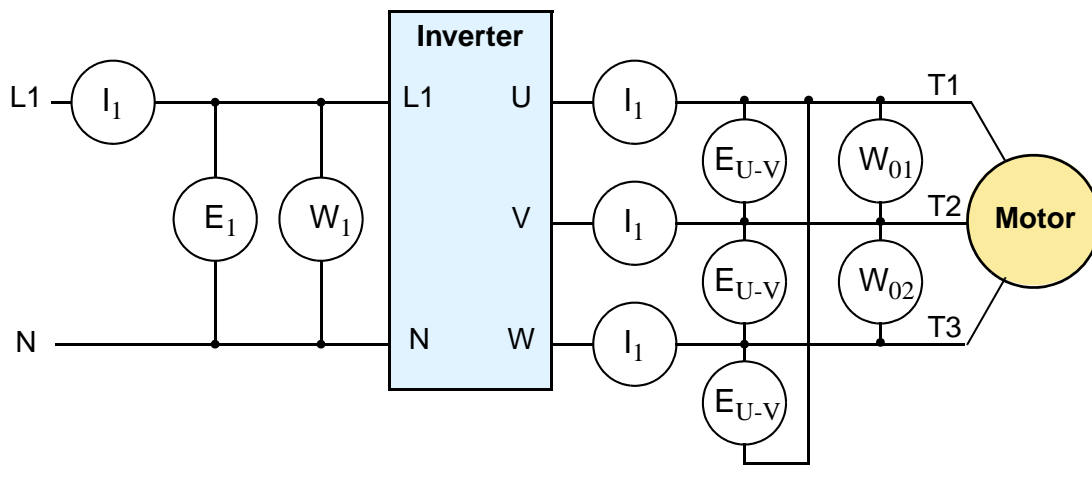 Inverter
L1 I1 L1 U I1 T1
EU-V W01
E1 W1 V I1 T2 Motor
EU-V W02
N N W I1 T3
EU-V